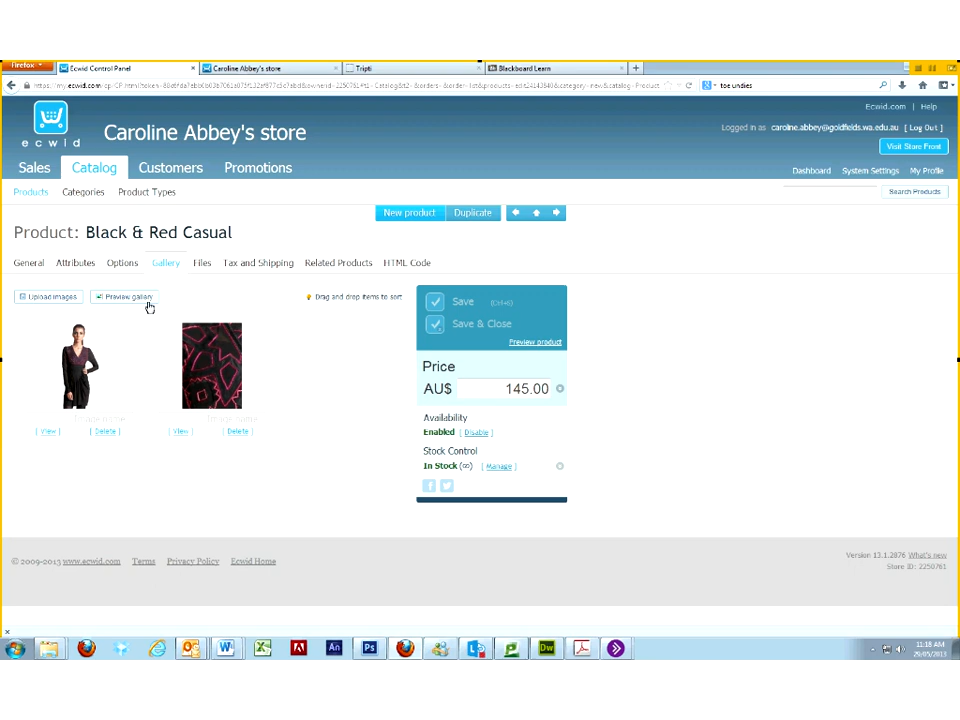 Firefox
Ecwid Control Panel
Caroline Abbey's store
Tripti
Blackboard Learn
toe undies
Ecwid.com | Help
ecwid
Caroline Abbey's store
Logged in as caroline.abbey@goldfields.wa.edu.au [ Log Out ]
Visit Store Front
Sales Catalog Customers Promotions
Dashboard System Settings My Profile
Products Categories Product Types
Search Products
New product Duplicate
Product: Black & Red Casual
General Attributes Options Gallery Files Tax and Shipping Related Products HTML Code
Upload images Preview gallery Drag and drop items to sort
Save (Ctrl+S)
Save & Close
Preview product
Price
AU$ 145.00
Availability
Enabled [ Disable ]
Stock Control
In Stock (∞) [ Manage ]
[ View ] [ Delete ] [ View ] [ Delete ]
© 2009-2013 www.ecwid.com Terms Privacy Policy Ecwid Home
Version 13.1.2876 What's new
Store ID: 2250761
11:18 AM
29/05/2013